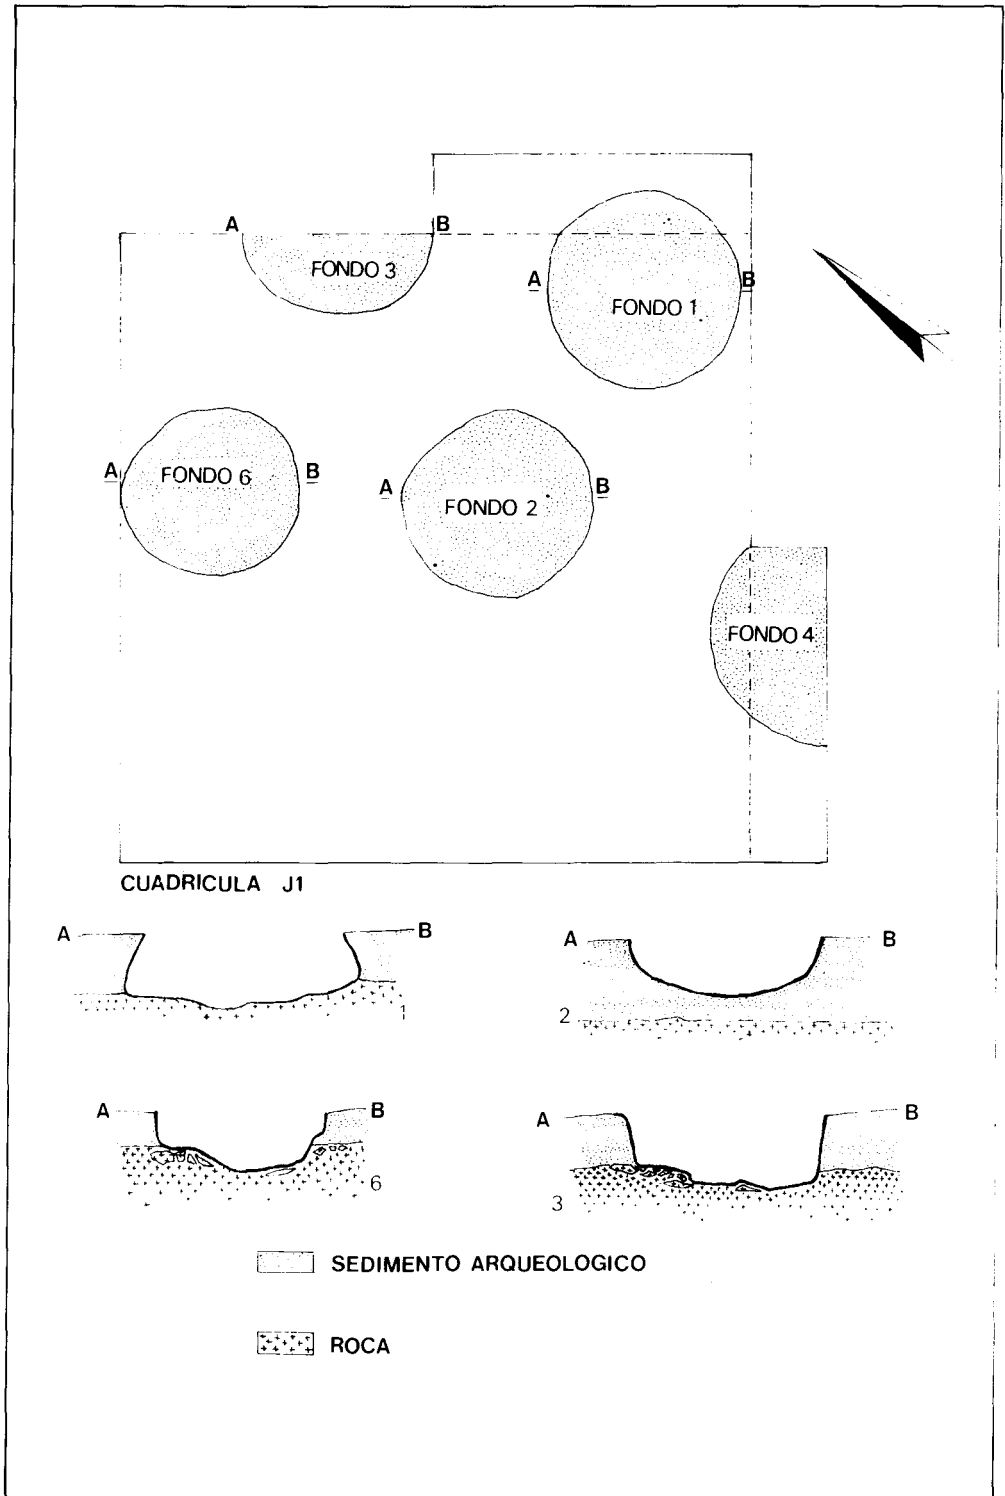 A B
FONDO 3
A B
FONDO 1
A FONDO 6 B
A FONDO 2 B
FONDO 4
CUADRICULA J1
A B
1
A B
2
A B
6
A B
3
SEDIMENTO ARQUEOLOGICO
ROCA